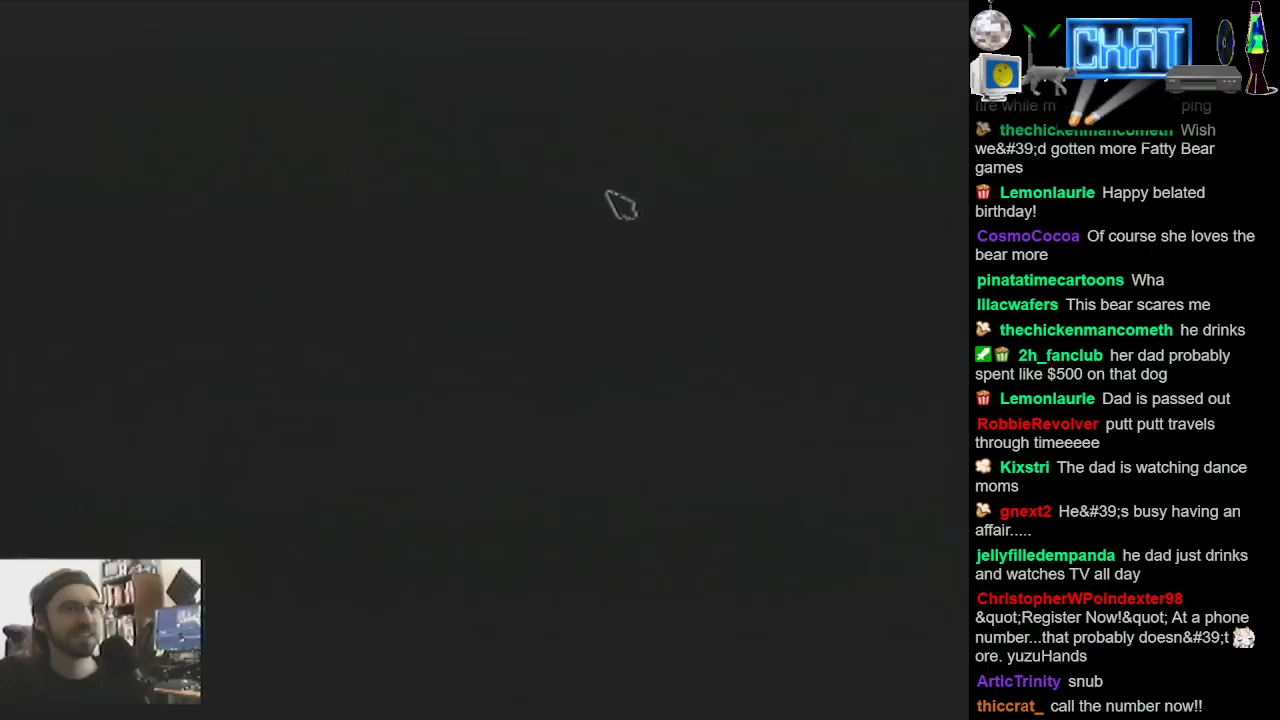 CHAT
fire while m ping
thechickenmancometh Wish
we&#39;d gotten more Fatty Bear
games
Lemonlaurie Happy belated
birthday!
CosmoCocoa Of course she loves the
bear more
pinatatimecartoons Wha
lllacwafers This bear scares me
thechickenmancometh he drinks
2h_fanclub her dad probably
spent like $500 on that dog
Lemonlaurie Dad is passed out
RobbieRevolver putt putt travels
through timeeeee
Kixstri The dad is watching dance
moms
gnext2 He&#39;s busy having an
affair.....
jellyfilledempanda he dad just drinks
and watches TV all day
ChristopherWPoindexter98
&quot;Register Now!&quot; At a phone
number...that probably doesn&#39;t
ore. yuzuHands
ArticTrinity snub
thiccrat_ call the number now!!